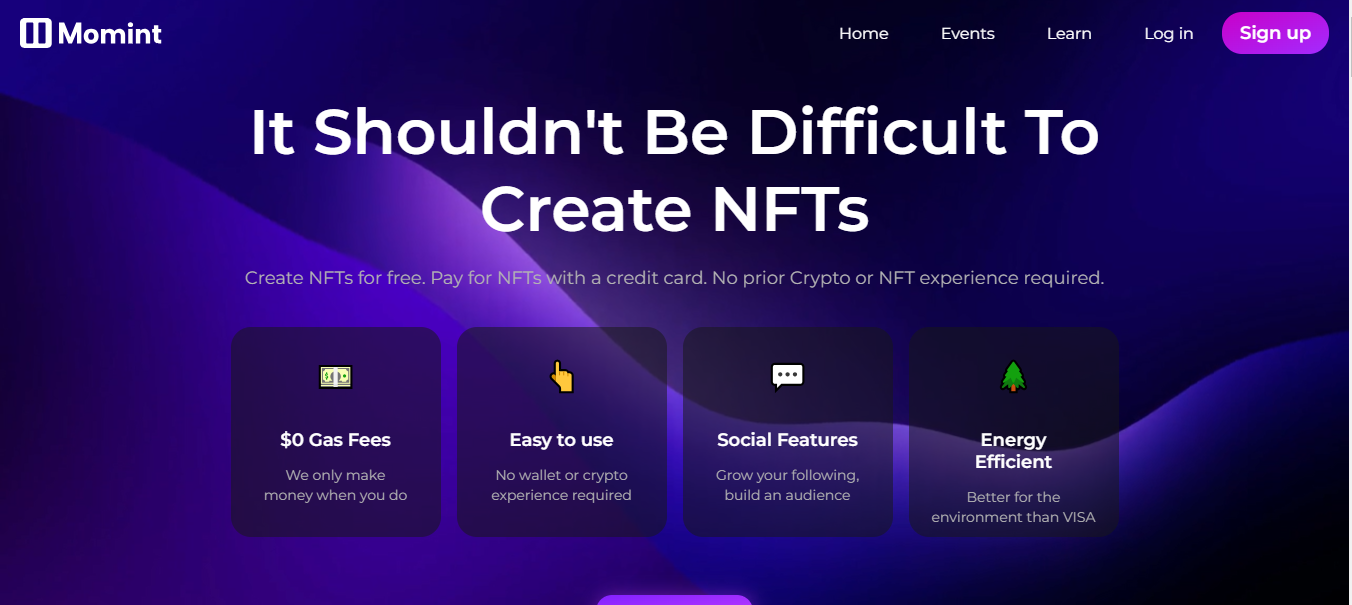 Momint
Home
Events
Learn
Log in
Sign up
It Shouldn't Be Difficult To
Create NFTs
Create NFTs for free. Pay for NFTs with a credit card. No prior Crypto or NFT experience required.
$0 Gas Fees
We only make
money when you do
Easy to use
No wallet or crypto
experience required
Social Features
Grow your following,
build an audience
Energy
Efficient
Better for the
environment than VISA